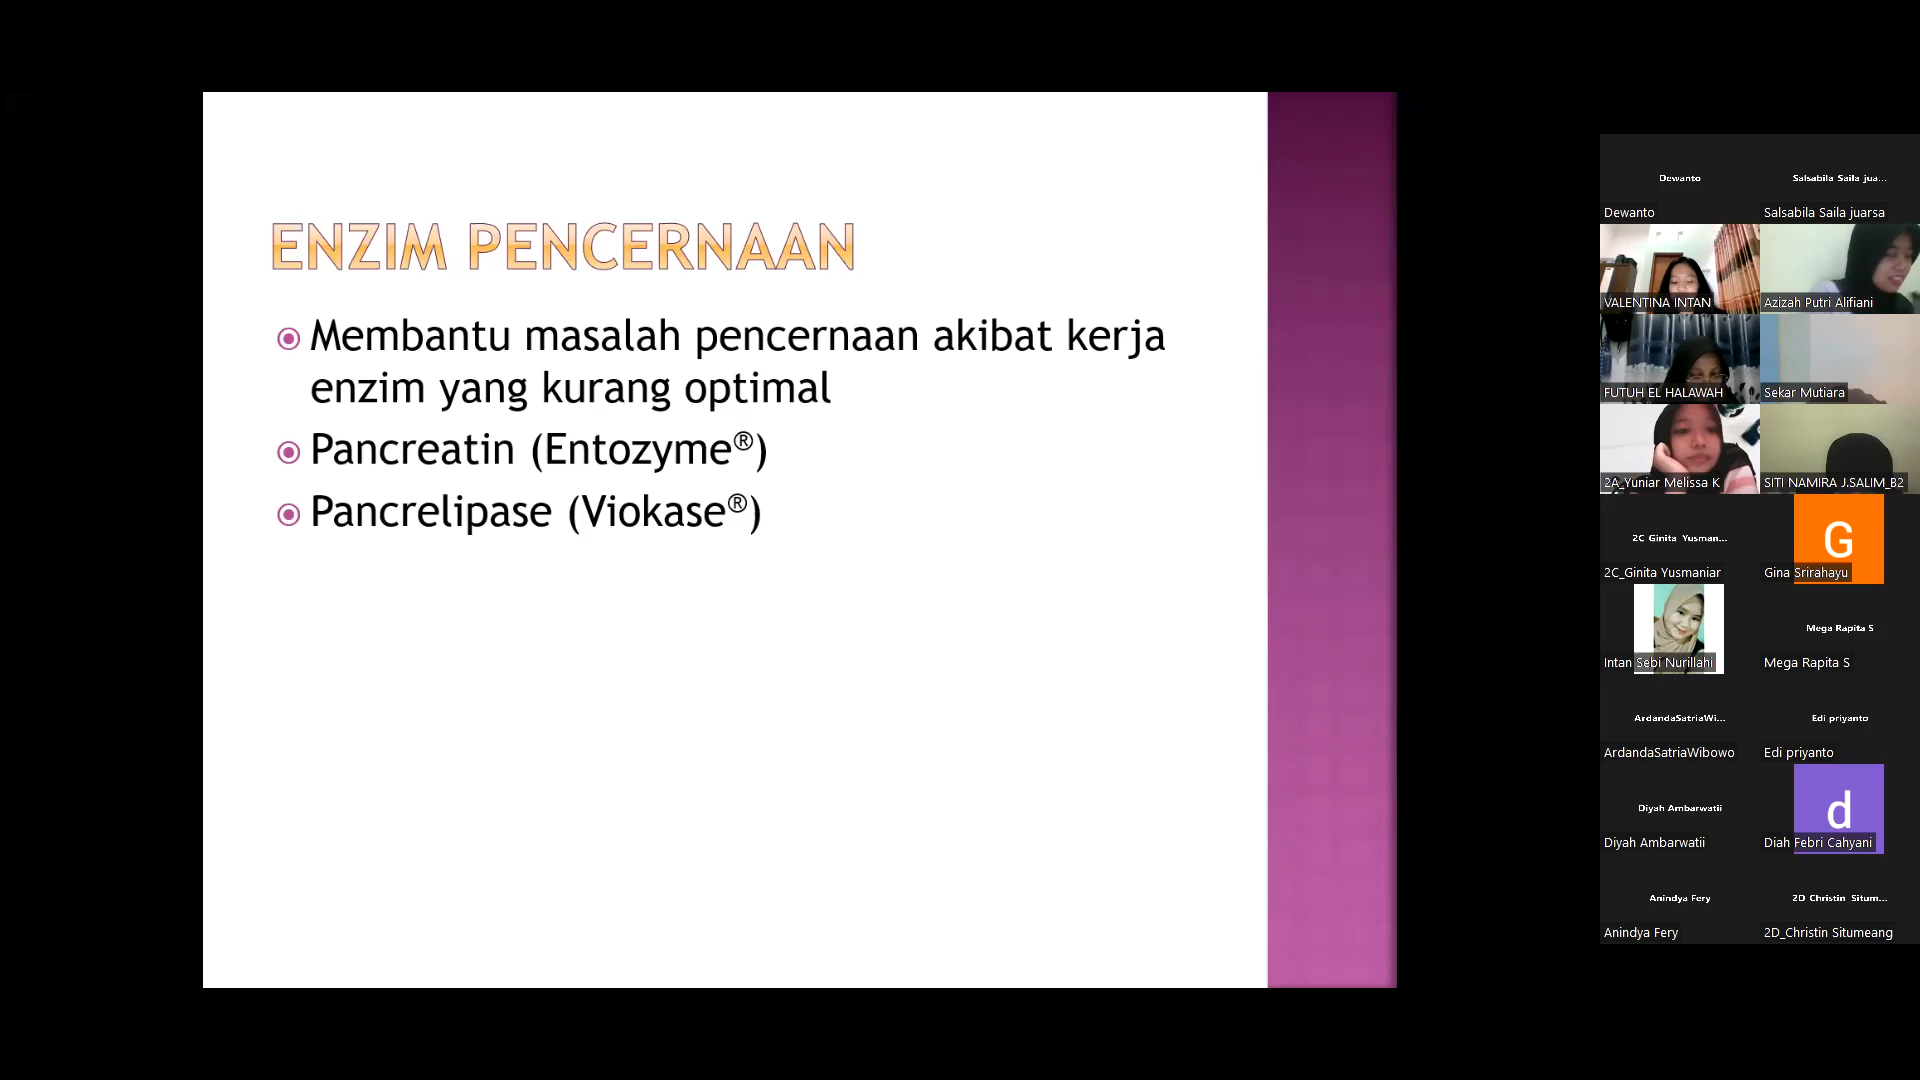 ENZIM PENCERNAAN
Membantu masalah pencernaan akibat kerja
enzim yang kurang optimal
Pancreatin (Entozyme®)
Pancrelipase (Viokase®)
Dewanto
Salsabila Saila jua...
Dewanto
Salsabila Saila juarsa
VALENTINA INTAN
Azizah Putri Alifiani
FUTUH EL HALAWAH
Sekar Mutiara
2A_Yuniar Melissa K
SITI NAMIRA J.SALIM_B2
2C Ginita Yusman...
G
2C_Ginita Yusmaniar
Gina Srirahayu
Mega Rapita S
Intan Sebi Nurillahi
Mega Rapita S
ArdandaSatriaWi...
Edi priyanto
ArdandaSatriaWibowo
Edi priyanto
Diyah Ambarwatii
d
Diyah Ambarwatii
Diah Febri Cahyani
Anindya Fery
2D Christin Situm...
Anindya Fery
2D_Christin Situmeang